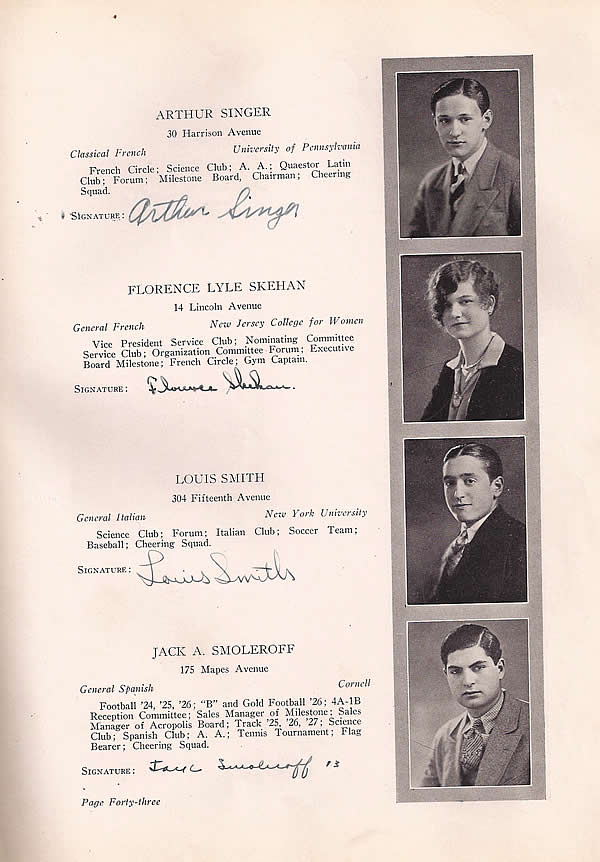 ARTHUR SINGER
30 Harrison Avenue
Classical French University of Pennsylvania
French Circle; Science Club; A. A.; Quaestor Latin
Club; Forum; Milestone Board, Chairman; Cheering
Squad.
SIGNATURE: Arthur Singer
FLORENCE LYLE SKEHAN
14 Lincoln Avenue
General French New Jersey College for Women
Vice President Service Club; Nominating Committee
Service Club; Organization Committee Forum; Executive
Board Milestone; French Circle; Gym Captain.
SIGNATURE: Florence Skehan.
LOUIS SMITH
304 Fifteenth Avenue
General Italian New York University
Science Club; Forum; Italian Club; Soccer Team;
Baseball; Cheering Squad.
SIGNATURE: Louis Smith
JACK A. SMOLEROFF
175 Mapes Avenue
General Spanish Cornell
Football '24, '25, '26; "B" and Gold Football '26; 4A-1B
Reception Committee; Sales Manager of Milestone; Sales
Manager of Acropolis Board; Track '25, '26, '27; Science
Club; Spanish Club; A. A.; Tennis Tournament; Flag
Bearer; Cheering Squad.
SIGNATURE: Jack Smoleroff
Page Forty-three